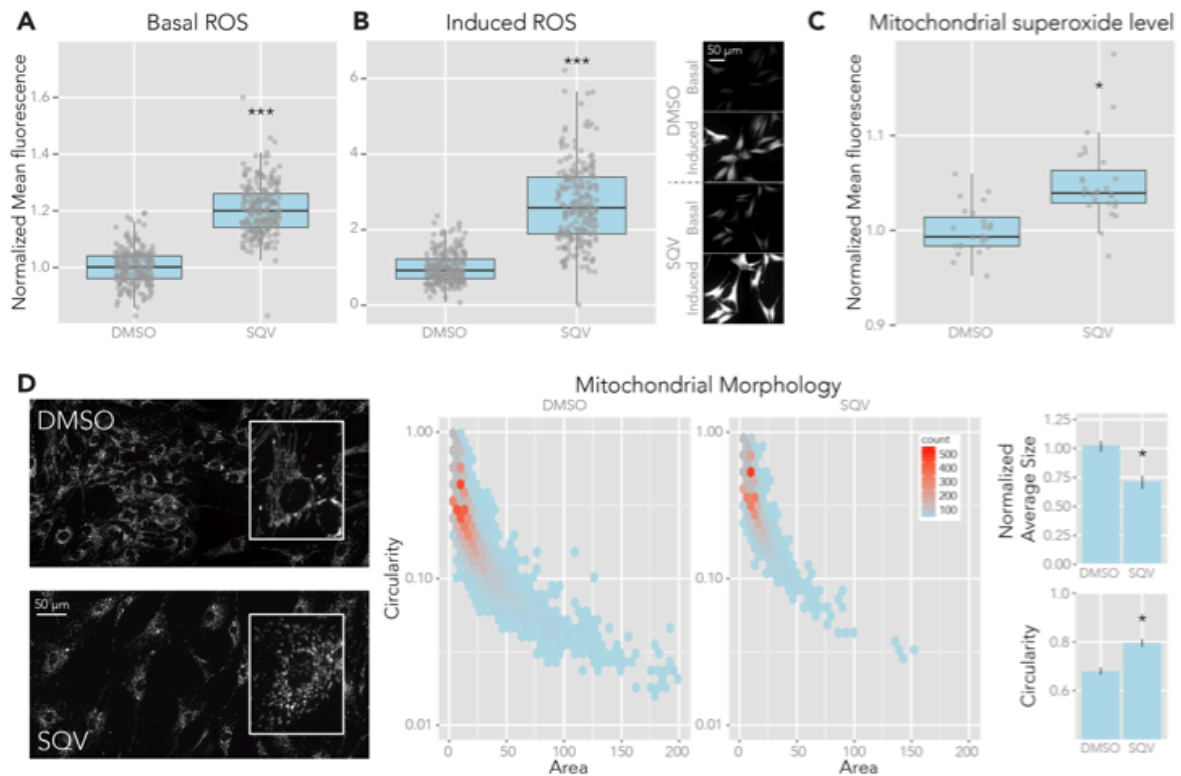 A
Basal ROS
Normalized Mean fluorescence
1.6
1.4
1.2
1.0
***
DMSO
SQV
B
Induced ROS
6
4
2
0
***
DMSO
SQV
50 µm
DMSO
Basal
Induced
SQV
Basal
Induced
C
Mitochondrial superoxide level
Normalized Mean fluorescence
1.1
1.0
0.9
*
DMSO
SQV
D
DMSO
50 µm
SQV
Mitochondrial Morphology
DMSO
SQV
Circularity
1.00
0.10
0.01
0
50
100
150
200
Area
1.00
0.10
0.01
0
50
100
150
200
Area
count
500
400
300
200
100
Normalized
Average Size
1.25
1.00
0.75
0.50
0.25
0.00
*
DMSO
SQV
Circularity
1.0
0.8
0.6
*
DMSO
SQV